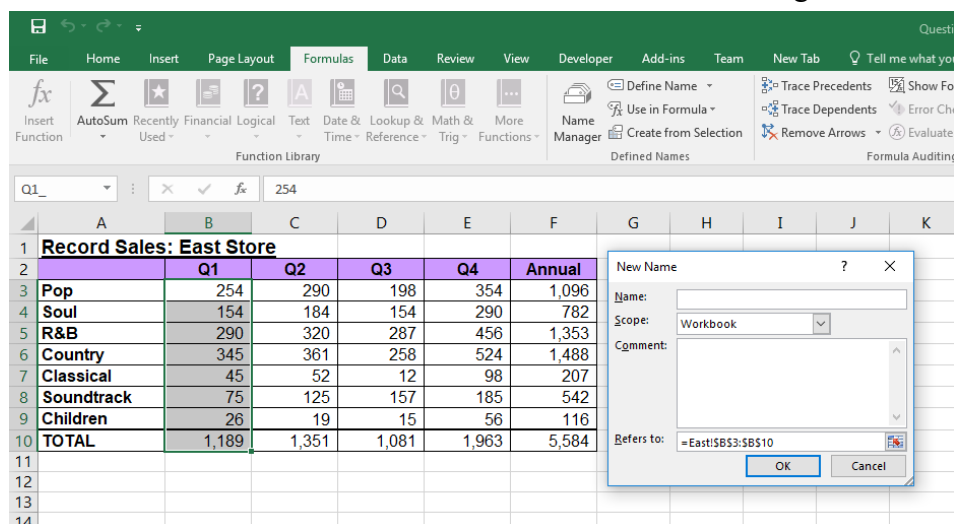 Questi
File Home Insert Page Layout Formulas Data Review View Developer Add-ins Team New Tab Tell me what you
fx Σ ? A θ ...
Insert Function AutoSum Recently Used Financial Logical Text Date & Time Lookup & Reference Math & Trig More Functions Name Manager
Define Name
Use in Formula
Create from Selection
Trace Precedents
Trace Dependents
Remove Arrows
Show Fo
Error Che
Evaluate
Function Library Defined Names Formula Auditing
Q1_ fx 254
A B C D E F G H I J K
1 Record Sales: East Store
2 Q1 Q2 Q3 Q4 Annual
3 Pop 254 290 198 354 1,096
4 Soul 154 184 154 290 782
5 R&B 290 320 287 456 1,353
6 Country 345 361 258 524 1,488
7 Classical 45 52 12 98 207
8 Soundtrack 75 125 157 185 542
9 Children 26 19 15 56 116
10 TOTAL 1,189 1,351 1,081 1,963 5,584
11
12
13
14
New Name ? ×
Name:
Scope: Workbook
Comment:
Refers to: =East!$B$3:$B$10
OK Cancel